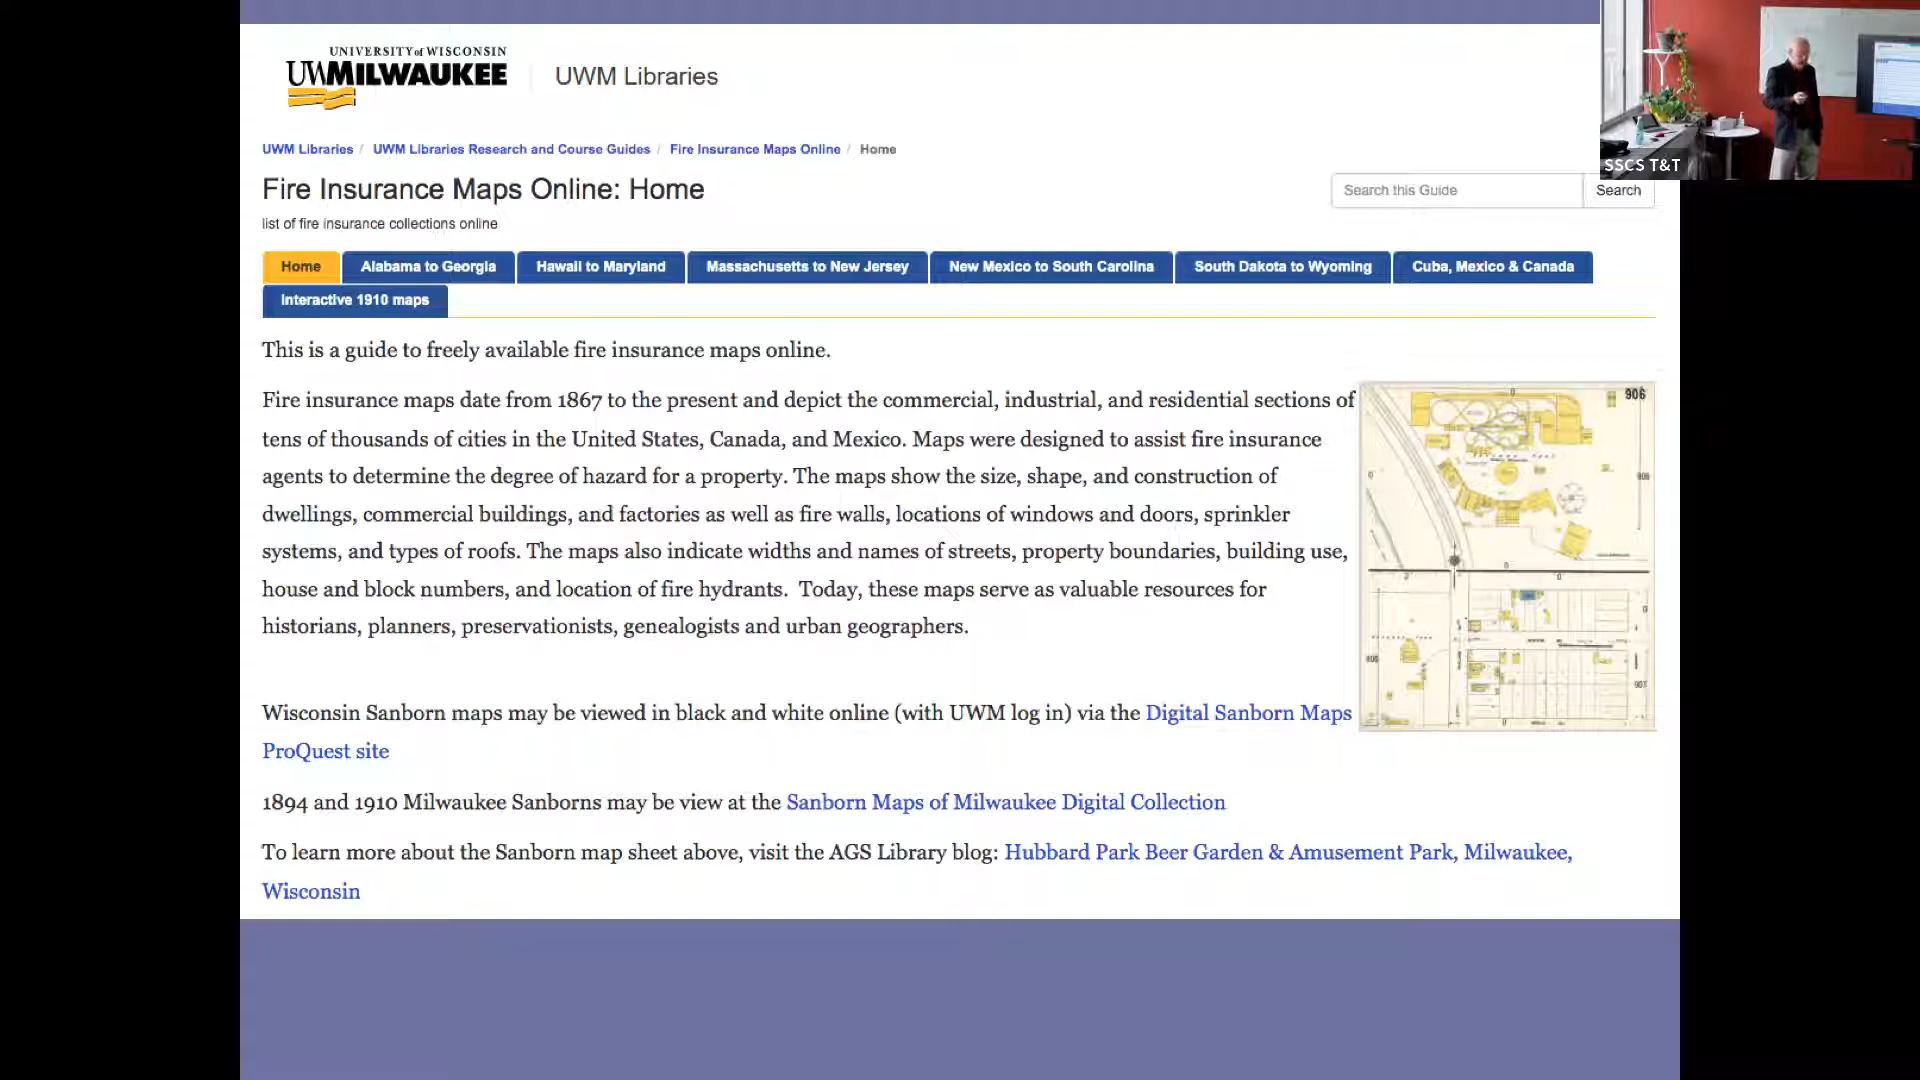 UNIVERSITY of WISCONSIN
UWMILWAUKEE
UWM Libraries
UWM Libraries / UWM Libraries Research and Course Guides / Fire Insurance Maps Online / Home
Fire Insurance Maps Online: Home
list of fire insurance collections online
Search this Guide
Search
SSCS T&T
Home
Alabama to Georgia
Hawaii to Maryland
Massachusetts to New Jersey
New Mexico to South Carolina
South Dakota to Wyoming
Cuba, Mexico & Canada
Interactive 1910 maps
This is a guide to freely available fire insurance maps online.
Fire insurance maps date from 1867 to the present and depict the commercial, industrial, and residential sections of
tens of thousands of cities in the United States, Canada, and Mexico. Maps were designed to assist fire insurance
agents to determine the degree of hazard for a property. The maps show the size, shape, and construction of
dwellings, commercial buildings, and factories as well as fire walls, locations of windows and doors, sprinkler
systems, and types of roofs. The maps also indicate widths and names of streets, property boundaries, building use,
house and block numbers, and location of fire hydrants. Today, these maps serve as valuable resources for
historians, planners, preservationists, genealogists and urban geographers.
906
Wisconsin Sanborn maps may be viewed in black and white online (with UWM log in) via the Digital Sanborn Maps
ProQuest site
1894 and 1910 Milwaukee Sanborns may be view at the Sanborn Maps of Milwaukee Digital Collection
To learn more about the Sanborn map sheet above, visit the AGS Library blog: Hubbard Park Beer Garden & Amusement Park, Milwaukee,
Wisconsin